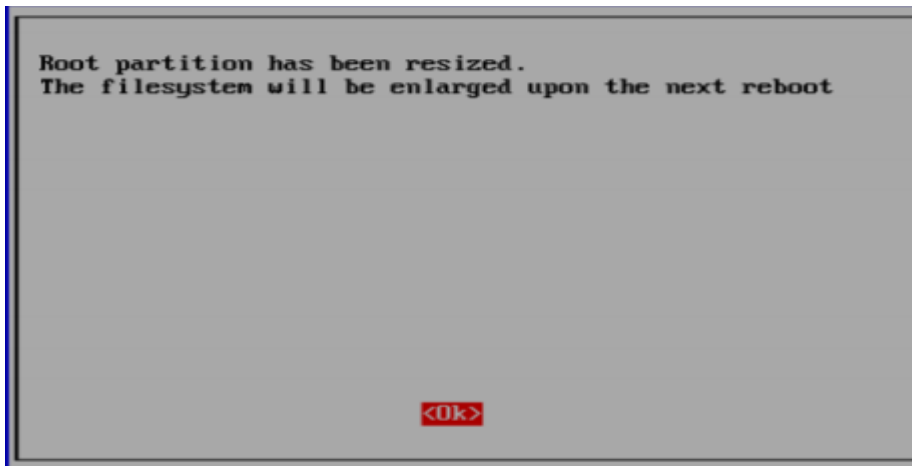 Root partition has been resized.
The filesystem will be enlarged upon the next reboot
<Ok>